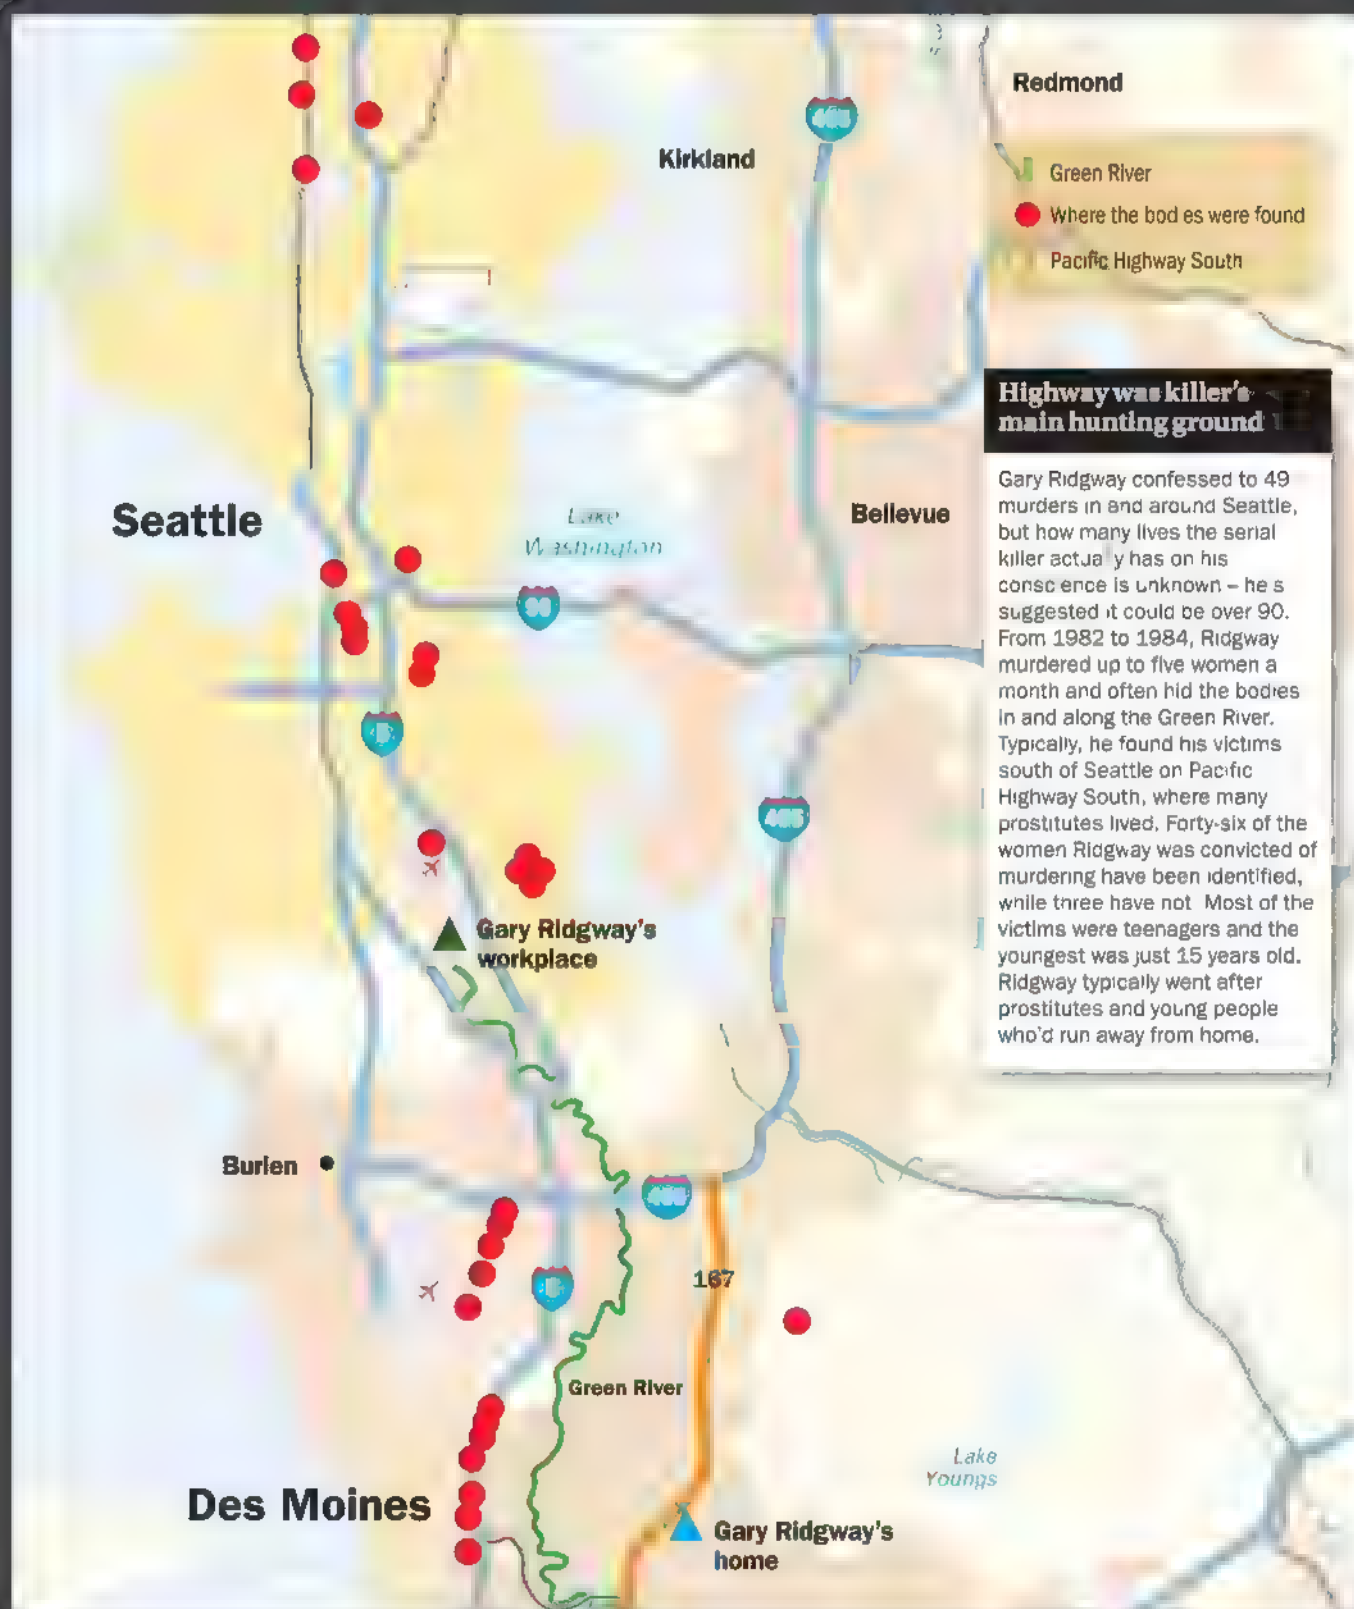 Redmond
Kirkland
Green River
Where the bod es were found
Pacific Highway South
Highway was killer's
main hunting ground
Gary Ridgway confessed to 49
murders in and around Seattle,
but how many lives the serial
killer actua y has on his
consc ence is unknown – he s
suggested it could be over 90.
From 1982 to 1984, Ridgway
murdered up to five women a
month and often hid the bodies
in and along the Green River.
Typically, he found his victims
south of Seattle on Pacific
Highway South, where many
prostitutes lived. Forty-six of the
women Ridgway was convicted of
murdering have been identified,
while three have not Most of the
victims were teenagers and the
youngest was just 15 years old.
Ridgway typically went after
prostitutes and young people
who'd run away from home.
Seattle
Lake
Washington
Bellevue
90
405
Gary Ridgway's
workplace
Burien
167
Green River
Lake
Youngs
Des Moines
Gary Ridgway's
home